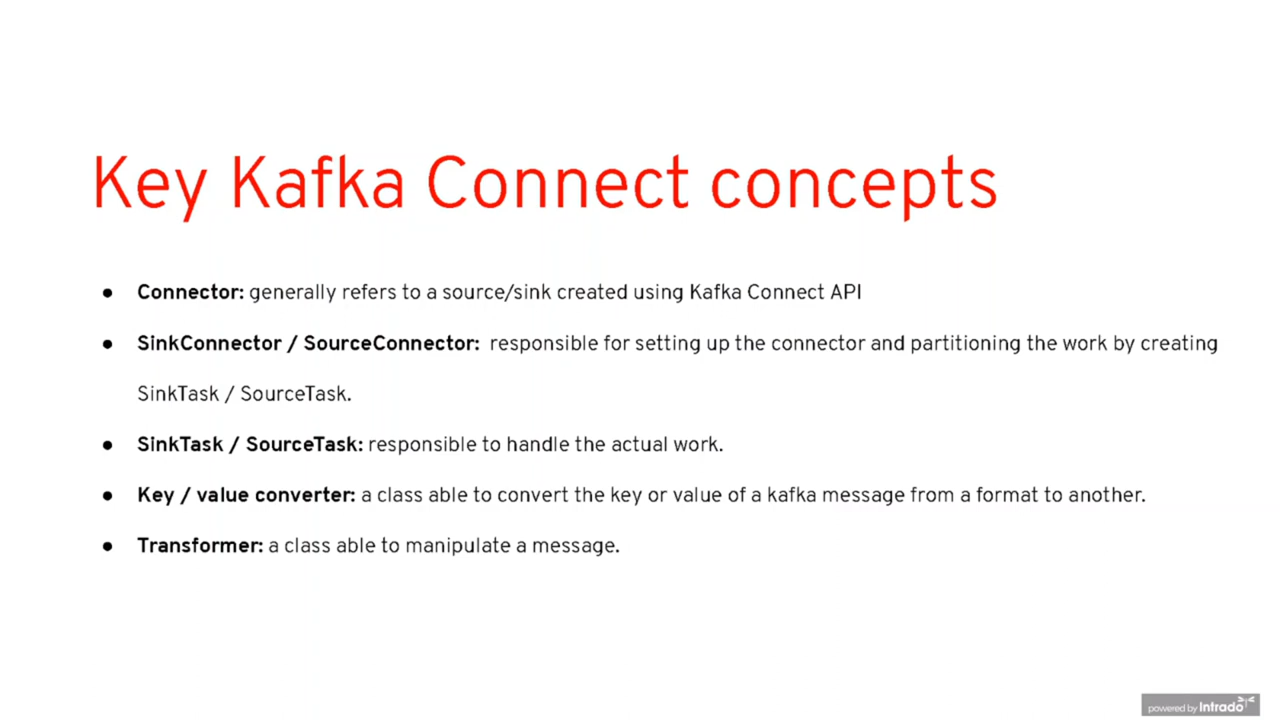 Key Kafka Connect concepts
● Connector: generally refers to a source/sink created using Kafka Connect API
● SinkConnector / SourceConnector: responsible for setting up the connector and partitioning the work by creating
SinkTask / SourceTask.
● SinkTask / SourceTask: responsible to handle the actual work.
● Key / value converter: a class able to convert the key or value of a kafka message from a format to another.
● Transformer: a class able to manipulate a message.
powered by Intrado